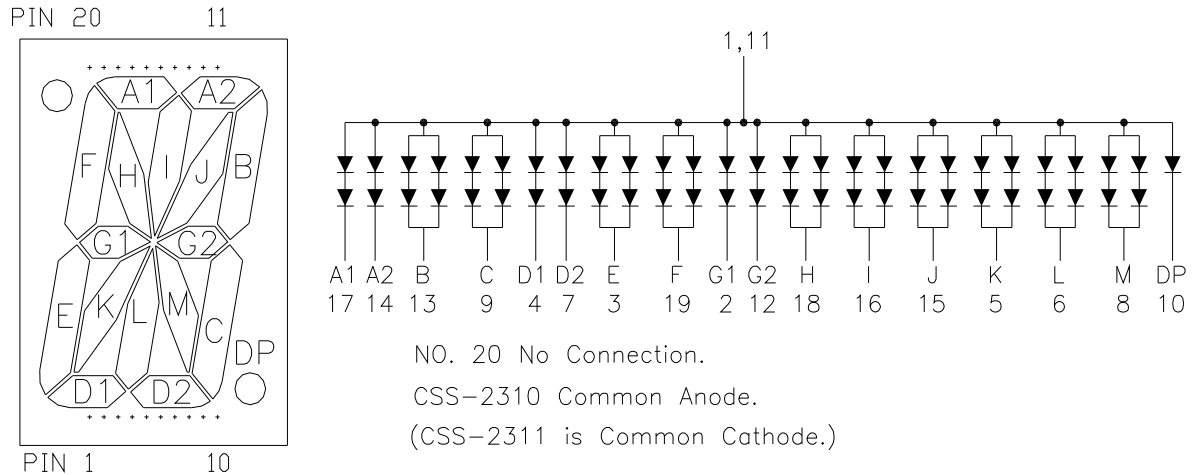 PIN 20 11
A1 A2
F H I J B
G1 G2
E K L M C
DP
D1 D2
PIN 1 10
1,11
A1 A2 B C D1 D2 E F G1 G2 H I J K L M DP
17 14 13 9 4 7 3 19 2 12 18 16 15 5 6 8 10
NO. 20 No Connection.
CSS-2310 Common Anode.
(CSS-2311 is Common Cathode.)